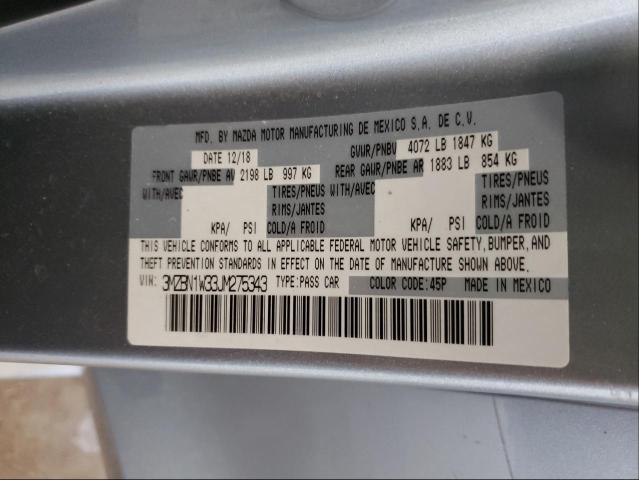 MFD. BY MAZDA MOTOR MANUFACTURING DE MEXICO S.A. DE C.V.
DATE 12/18 GVWR/PNBV 4072 LB 1847 KG
FRONT GAWR/PNBE AV 2198 LB 997 KG REAR GAWR/PNBE AR 1883 LB 854 KG
WITH/AVEC TIRES/PNEUS WITH/AVEC TIRES/PNEUS
RIMS/JANTES RIMS/JANTES
KPA/ PSI COLD/A FROID KPA/ PSI COLD/A FROID
THIS VEHICLE CONFORMS TO ALL APPLICABLE FEDERAL MOTOR VEHICLE SAFETY, BUMPER, AND
THEFT PREVENTION STANDARDS IN EFFECT ON THE DATE OF MANUFACTURE SHOWN ABOVE.
VIN: 3MZBN1W33JM275343 TYPE:PASS CAR COLOR CODE:45P MADE IN MEXICO